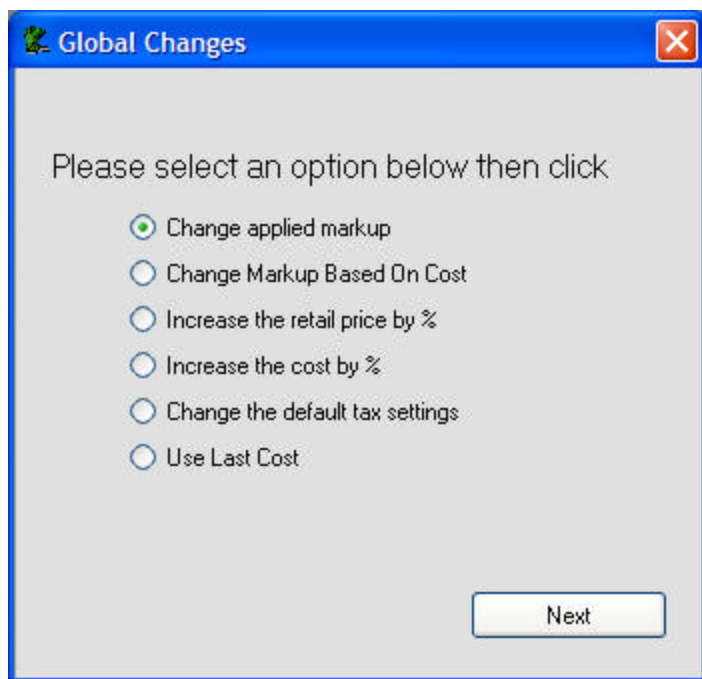 Global Changes
Please select an option below then click
Change applied markup
Change Markup Based On Cost
Increase the retail price by %
Increase the cost by %
Change the default tax settings
Use Last Cost
Next